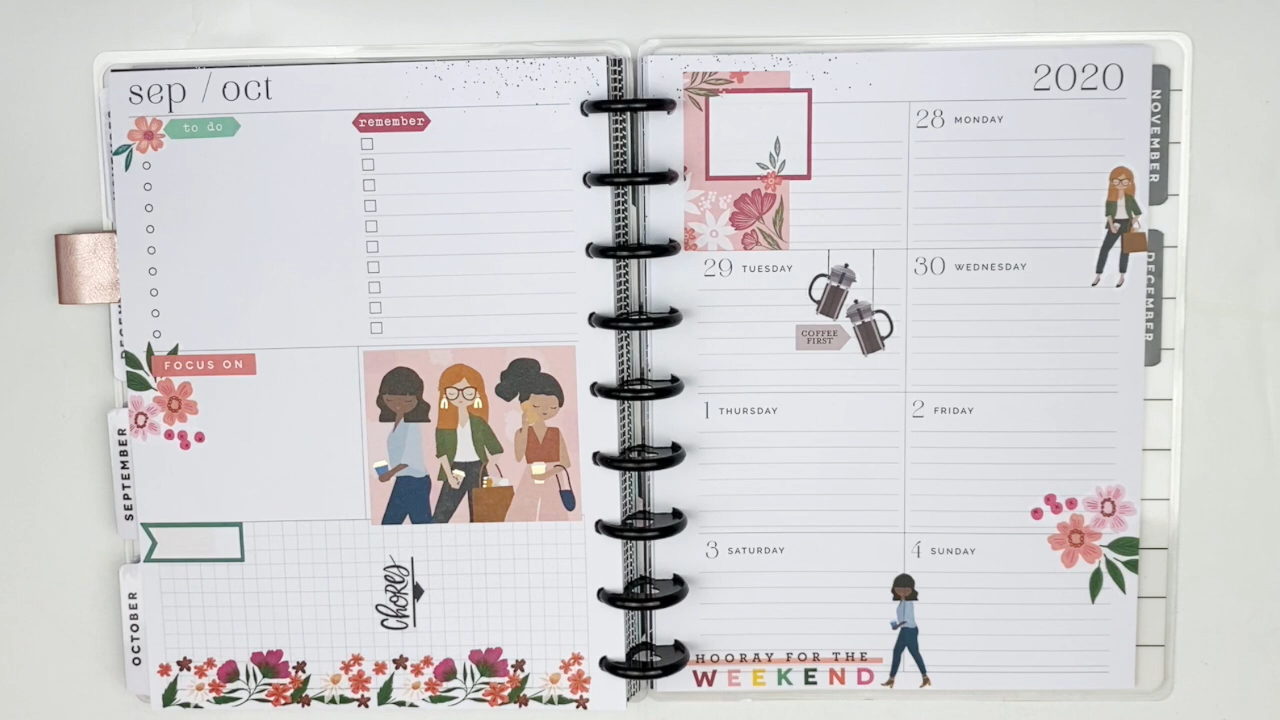 sep / oct
to do
remember
FOCUS ON
CHORES
SEPTEMBER
OCTOBER
2020
28 MONDAY
29 TUESDAY
30 WEDNESDAY
COFFEE
FIRST
1 THURSDAY
2 FRIDAY
3 SATURDAY
4 SUNDAY
HOORAY FOR THE
WEEKEND
NOVEMBER
DECEMBER